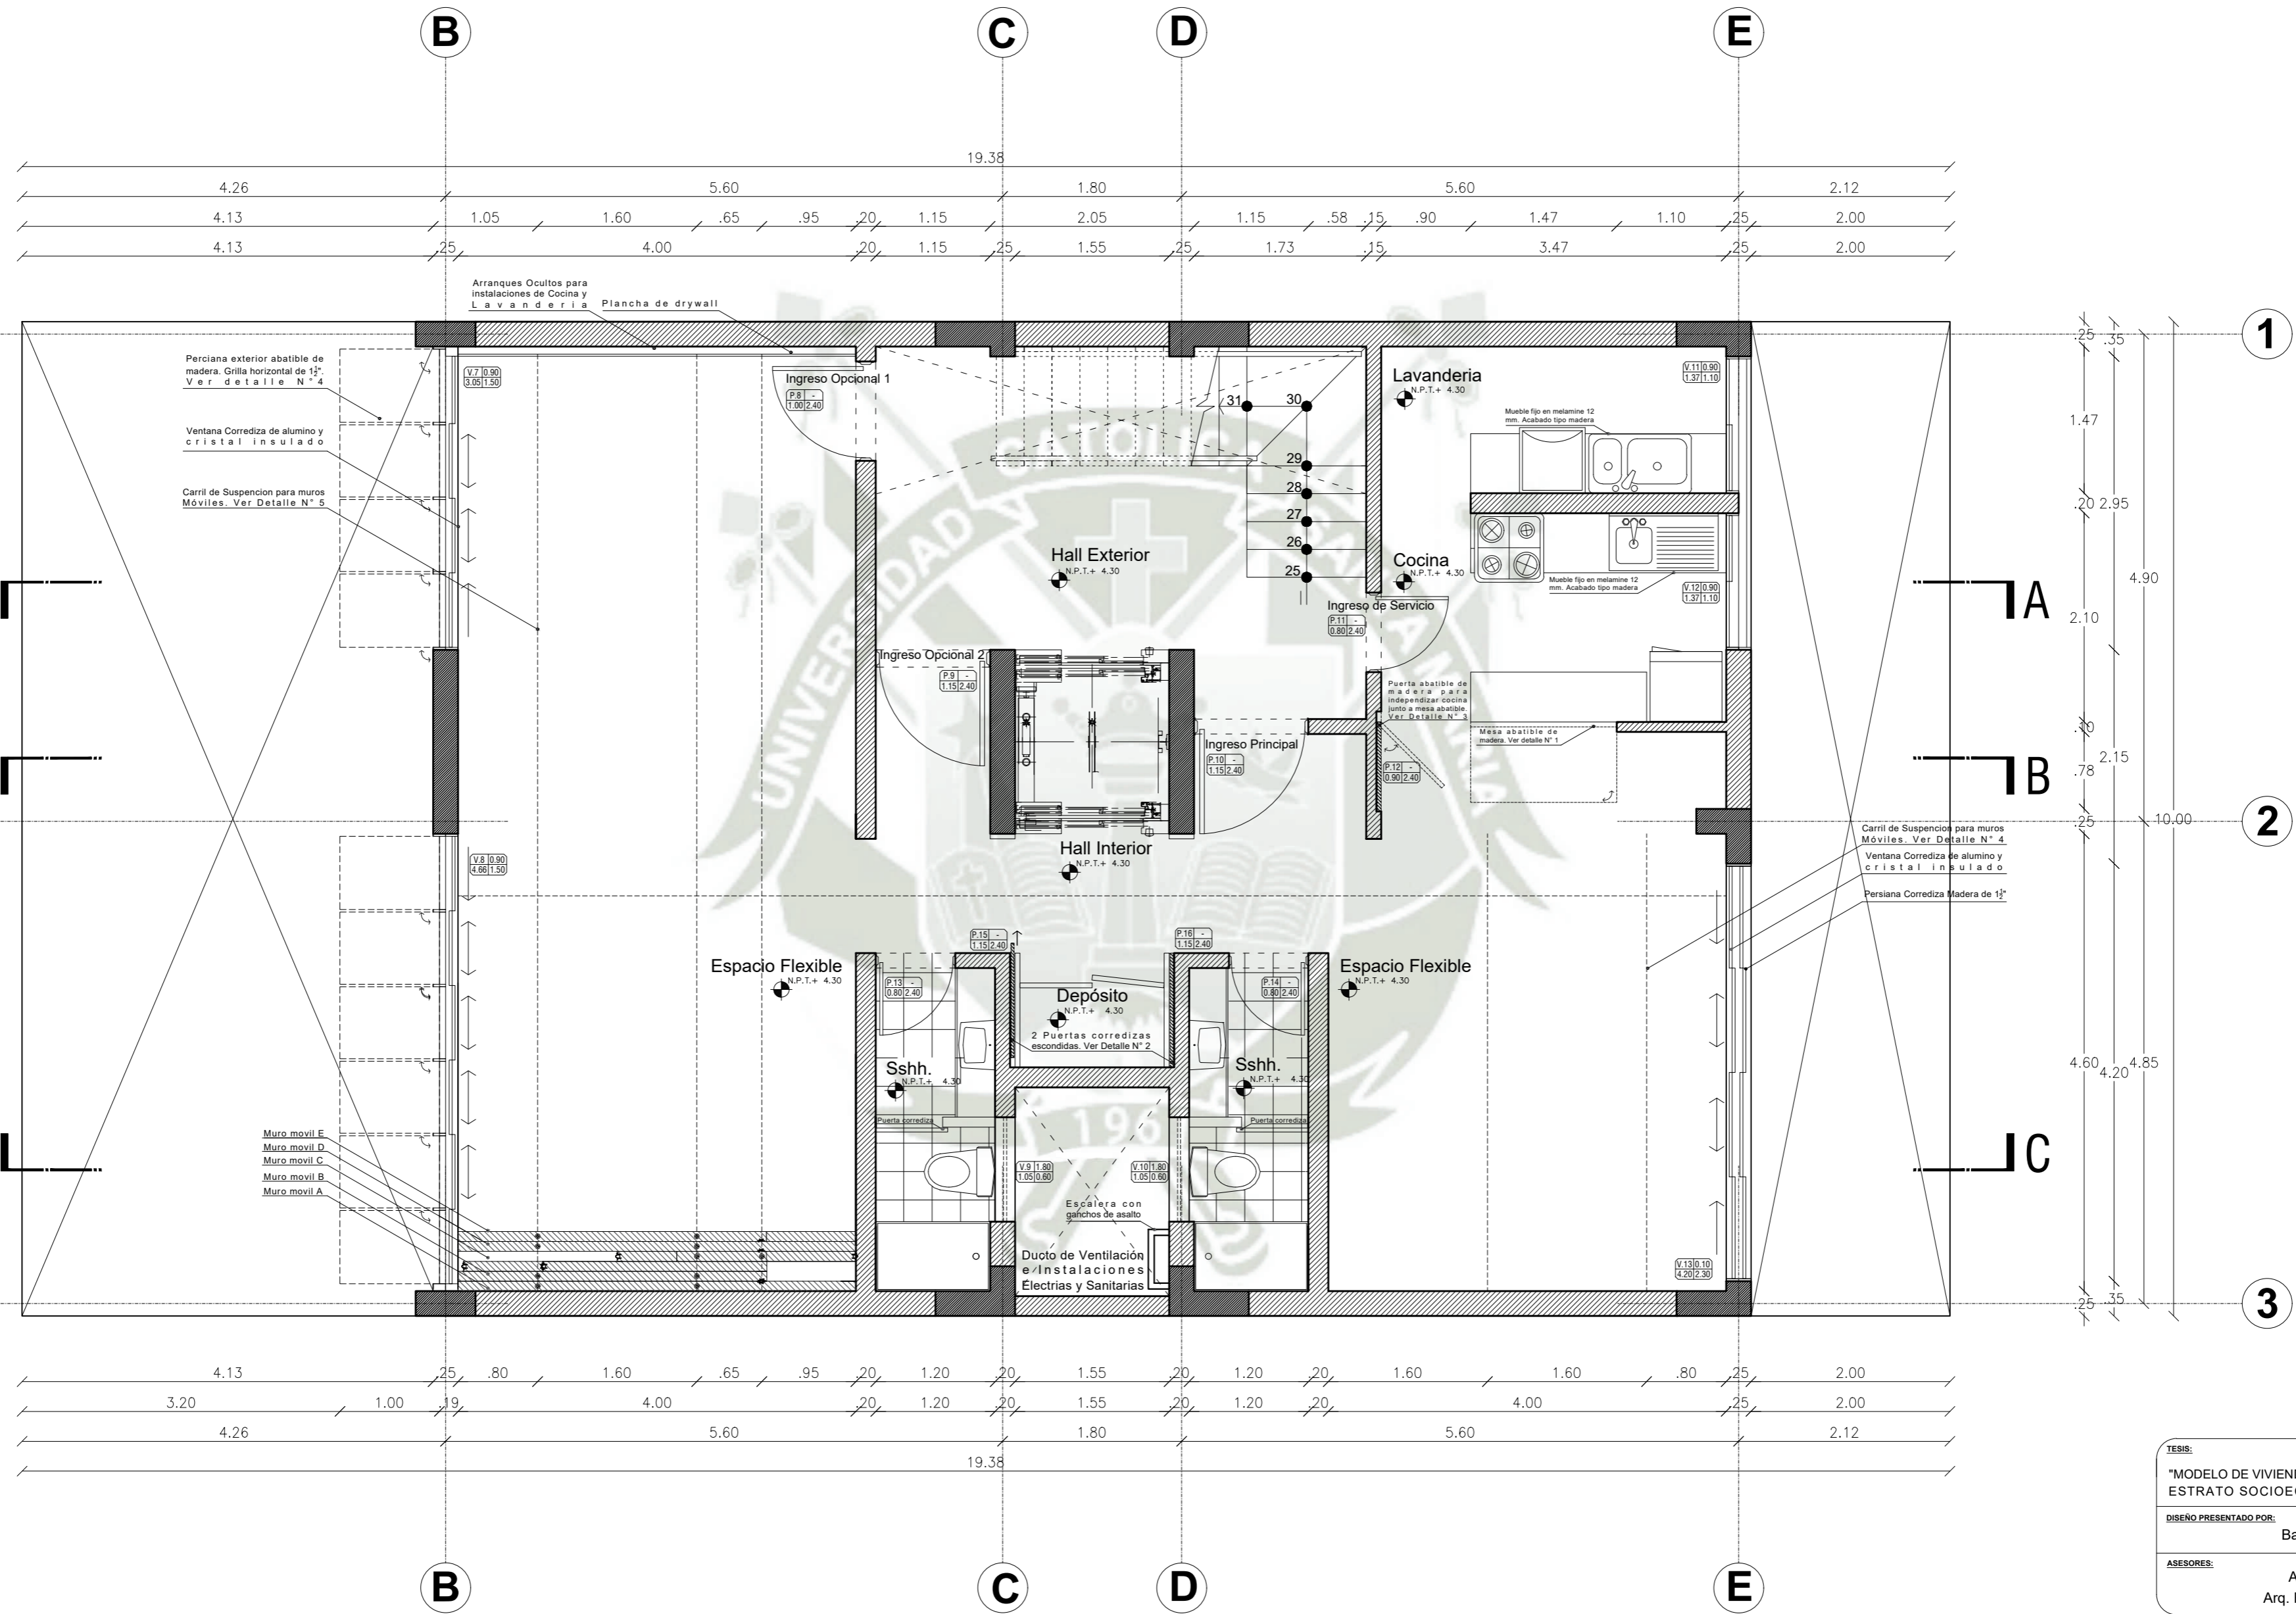 B C D E
19.38
4.26 5.60 1.80 5.60 2.12
4.13 1.05 1.60 .65 .95 .20 1.15 2.05 1.15 .58 .15 .90 1.47 1.10 .25 2.00
4.13 .25 4.00 .20 1.15 .25 1.55 .25 1.73 .15 3.47 .25 2.00
Arranques Ocultos para
instalaciones de Cocina y
Lavanderia
Plancha de drywall
Perciana exterior abatible de
madera. Grilla horizontal de 1½".
Ver detalle N° 4
Ventana Corrediza de alumino y
cristal insulado
Carril de Suspencion para muros
Móviles. Ver Detalle N° 5
V.7 0.90
3.05 1.50
Ingreso Opcional 1
P.8 -
1.00 2.40
31 30
29
28
27
26
25
Lavanderia
N.P.T.+ 4.30
V.11 0.90
1.37 1.10
Mueble fijo en melamine 12
mm. Acabado tipo madera
Hall Exterior
N.P.T.+ 4.30
Cocina
N.P.T.+ 4.30
Mueble fijo en melamine 12
mm. Acabado tipo madera
V.12 0.90
1.37 1.10
Ingreso de Servicio
P.11 -
0.80 2.40
Ingreso Opcional 2
P.9 -
1.15 2.40
Puerta abatible de
madera para
independizar cocina
junto a mesa abatible.
Ver Detalle N° 3
Ingreso Principal
P.10 -
1.15 2.40
P.12 -
0.90 2.40
Mesa abatible de
madera. Ver detalle N° 1
Hall Interior
N.P.T.+ 4.30
V.8 0.90
4.66 1.50
Carril de Suspencion para muros
Móviles. Ver Detalle N° 4
Ventana Corrediza de alumino y
cristal insulado
Persiana Corrediza Madera de 1½"
P.15 -
1.15 2.40
P.16 -
1.15 2.40
Espacio Flexible
N.P.T.+ 4.30
P.13 -
0.80 2.40
Depósito
N.P.T.+ 4.30
2 Puertas corredizas
escondidas. Ver Detalle N° 2
P.14 -
0.80 2.40
Espacio Flexible
N.P.T.+ 4.30
Sshh.
N.P.T.+ 4.30
Sshh.
N.P.T.+ 4.30
Puerta corrediza
Puerta corrediza
Muro movil E
Muro movil D
Muro movil C
Muro movil B
Muro movil A
V.9 1.80
1.05 0.60
V.10 1.80
1.05 0.60
Escalera con
ganchos de asalto
Ducto de Ventilación
e Instalaciones
Électrias y Sanitarias
V.13 0.10
4.20 2.30
UNIVERSIDAD CATOLICA SANTA MARIA
196
A
B
C
1
2
3
.25 1.47 .20 2.10 .10 .78 .25 4.60 .25
.35 2.95 2.15 4.20 .35
4.90 4.85
10.00
4.13 .25 .80 1.60 .65 .95 .20 1.20 .20 1.55 .20 1.20 .20 1.60 1.60 .80 .25 2.00
3.20 1.00 .19 4.00 .20 1.20 .20 1.55 .20 1.20 .20 4.00 .25 2.00
4.26 5.60 1.80 5.60 2.12
19.38
B C D E
TESIS:
"MODELO DE VIVIEN
ESTRATO SOCIOE
DISEÑO PRESENTADO POR:
Ba
ASESORES:
A
Arq.